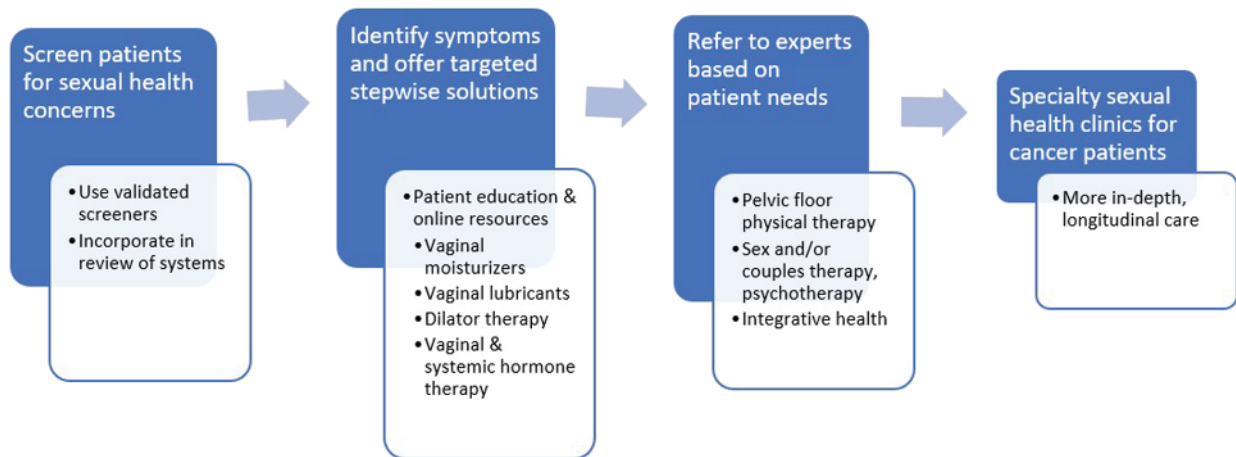 Screen patients
for sexual health
concerns
• Use validated
screeners
• Incorporate in
review of systems
Identify symptoms
and offer targeted
stepwise solutions
• Patient education &
online resources
• Vaginal
moisturizers
• Vaginal lubricants
• Dilator therapy
• Vaginal &
systemic hormone
therapy
Refer to experts
based on
patient needs
• Pelvic floor
physical therapy
• Sex and/or
couples therapy,
psychotherapy
• Integrative health
Specialty sexual
health clinics for
cancer patients
• More in-depth,
longitudinal care